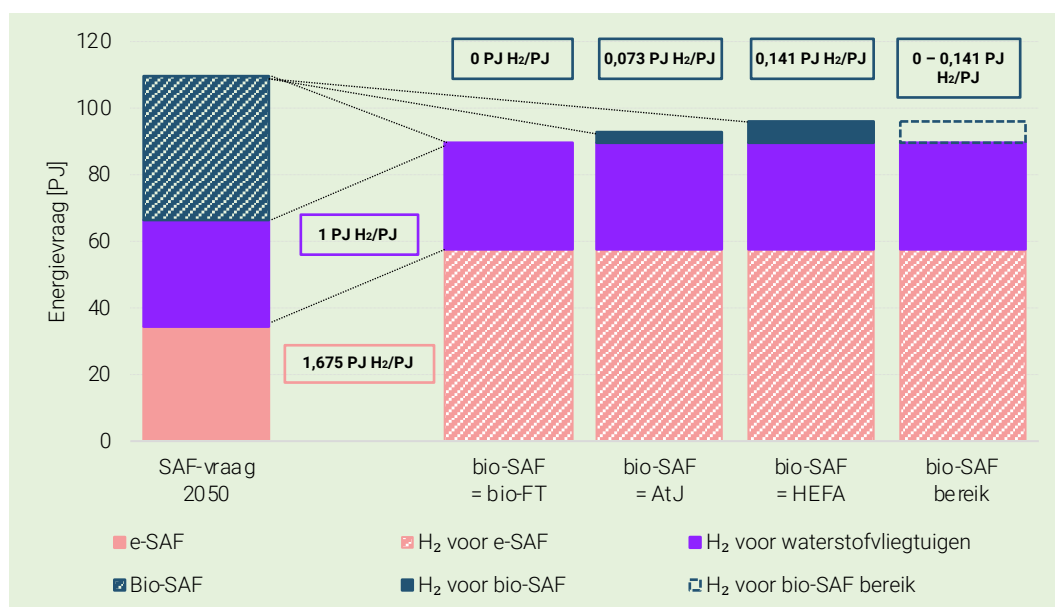 120
100
80
60
40
20
0
Energievraag [PJ]
0 PJ H₂/PJ
0,073 PJ H₂/PJ
0,141 PJ H₂/PJ
0 – 0,141 PJ
H₂/PJ
1 PJ H₂/PJ
1,675 PJ H₂/PJ
SAF-vraag
2050
bio-SAF
= bio-FT
bio-SAF
= AtJ
bio-SAF
= HEFA
bio-SAF
bereik
e-SAF
H₂ voor e-SAF
H₂ voor waterstofvliegtuigen
Bio-SAF
H₂ voor bio-SAF
H₂ voor bio-SAF bereik